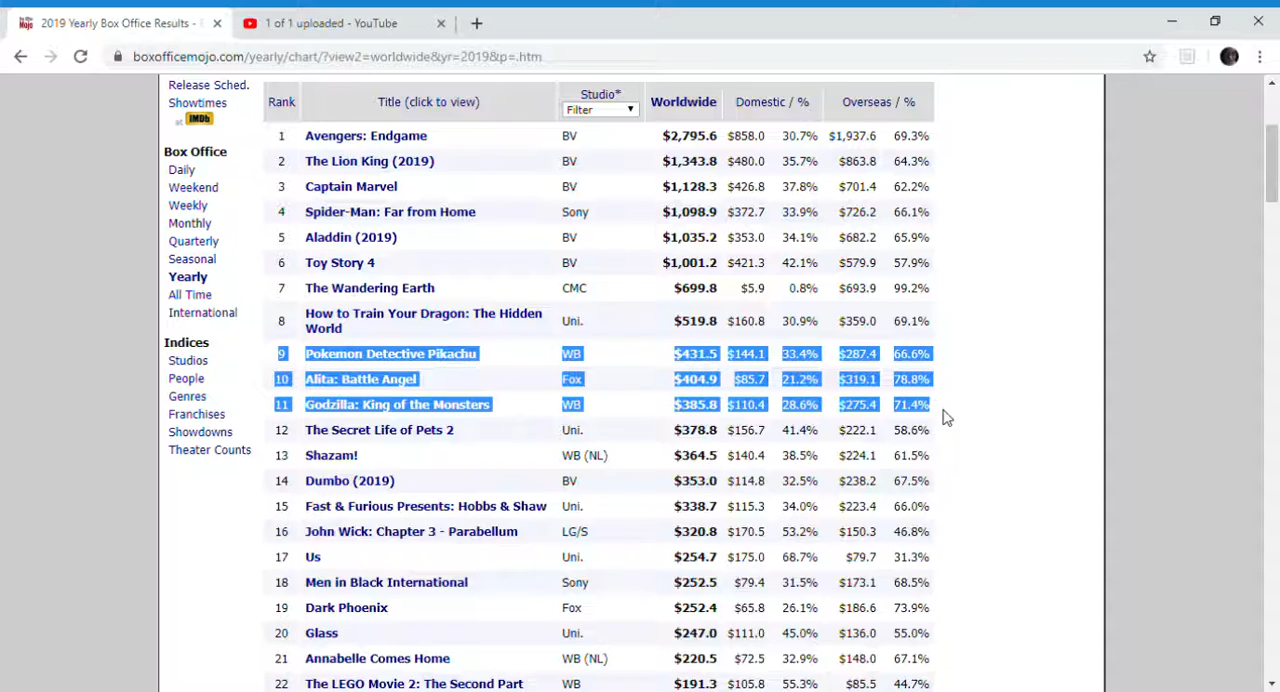 2019 Yearly Box Office Results -
1 of 1 uploaded - YouTube
boxofficemojo.com/yearly/chart/?view2=worldwide&yr=2019&p=.htm
Release Sched.
Showtimes
at IMDb
Box Office
Daily
Weekend
Weekly
Monthly
Quarterly
Seasonal
Yearly
All Time
International
Indices
Studios
People
Genres
Franchises
Showdowns
Theater Counts
Rank Title (click to view) Studio* Filter Worldwide Domestic / % Overseas / %
1 Avengers: Endgame BV $2,795.6 $858.0 30.7% $1,937.6 69.3%
2 The Lion King (2019) BV $1,343.8 $480.0 35.7% $863.8 64.3%
3 Captain Marvel BV $1,128.3 $426.8 37.8% $701.4 62.2%
4 Spider-Man: Far from Home Sony $1,098.9 $372.7 33.9% $726.2 66.1%
5 Aladdin (2019) BV $1,035.2 $353.0 34.1% $682.2 65.9%
6 Toy Story 4 BV $1,001.2 $421.3 42.1% $579.9 57.9%
7 The Wandering Earth CMC $699.8 $5.9 0.8% $693.9 99.2%
8 How to Train Your Dragon: The Hidden
World Uni. $519.8 $160.8 30.9% $359.0 69.1%
9 Pokemon Detective Pikachu WB $431.5 $144.1 33.4% $287.4 66.6%
10 Alita: Battle Angel Fox $404.9 $85.7 21.2% $319.1 78.8%
11 Godzilla: King of the Monsters WB $385.8 $110.4 28.6% $275.4 71.4%
12 The Secret Life of Pets 2 Uni. $378.8 $156.7 41.4% $222.1 58.6%
13 Shazam! WB (NL) $364.5 $140.4 38.5% $224.1 61.5%
14 Dumbo (2019) BV $353.0 $114.8 32.5% $238.2 67.5%
15 Fast & Furious Presents: Hobbs & Shaw Uni. $338.7 $115.3 34.0% $223.4 66.0%
16 John Wick: Chapter 3 - Parabellum LG/S $320.8 $170.5 53.2% $150.3 46.8%
17 Us Uni. $254.7 $175.0 68.7% $79.7 31.3%
18 Men in Black International Sony $252.5 $79.4 31.5% $173.1 68.5%
19 Dark Phoenix Fox $252.4 $65.8 26.1% $186.6 73.9%
20 Glass Uni. $247.0 $111.0 45.0% $136.0 55.0%
21 Annabelle Comes Home WB (NL) $220.5 $72.5 32.9% $148.0 67.1%
22 The LEGO Movie 2: The Second Part WB $191.3 $105.8 55.3% $85.5 44.7%